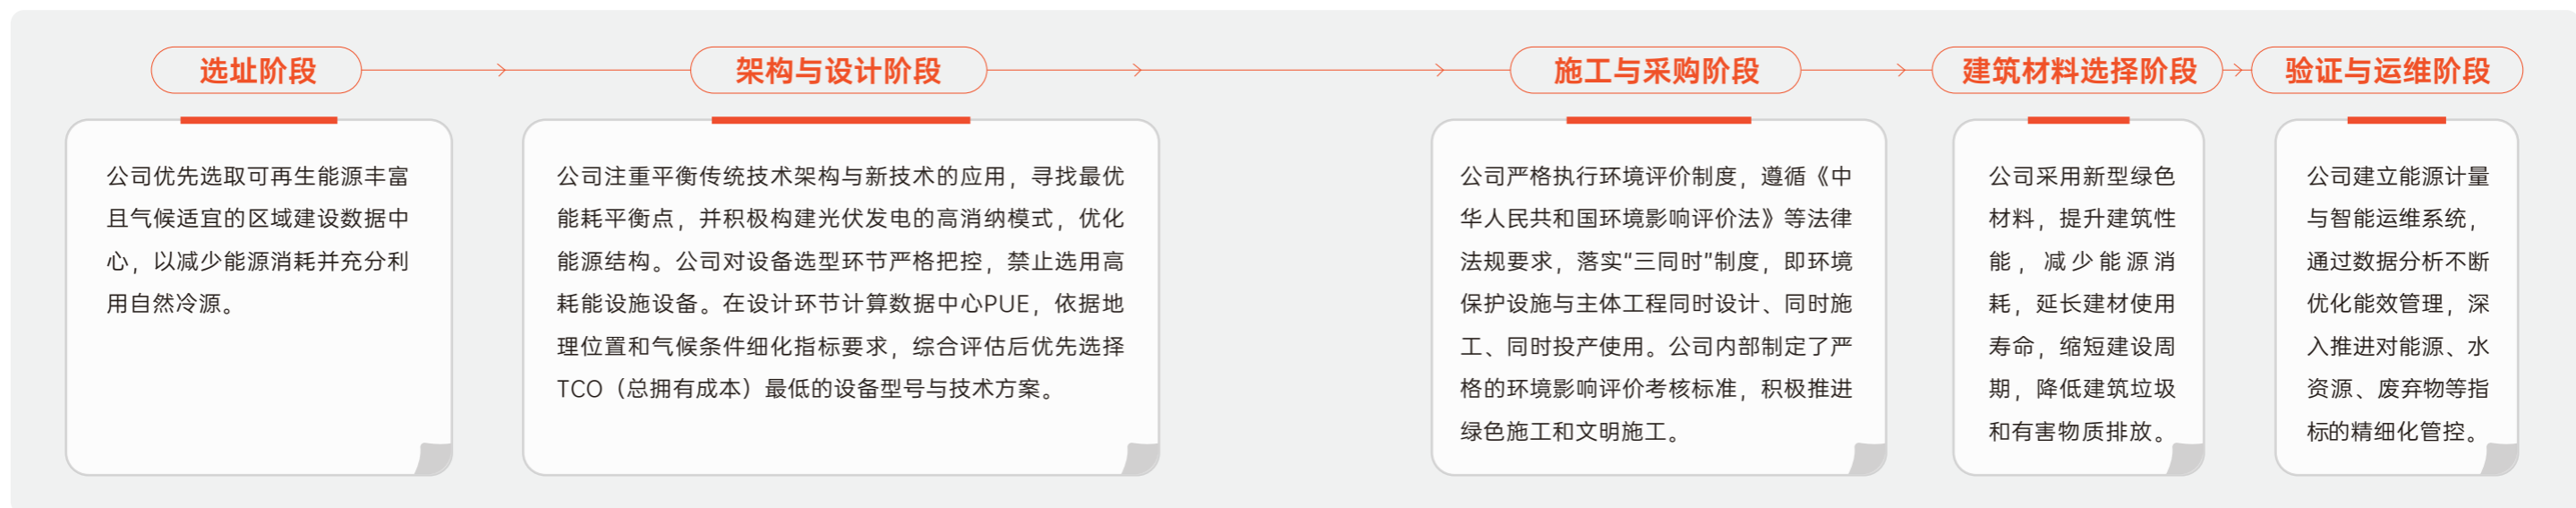 选址阶段
架构与设计阶段
施工与采购阶段
建筑材料选择阶段
验证与运维阶段
公司优先选取可再生能源丰富
且气候适宜的区域建设数据中
心，以减少能源消耗并充分利
用自然冷源。
公司注重平衡传统技术架构与新技术的应用，寻找最优
能耗平衡点，并积极构建光伏发电的高消纳模式，优化
能源结构。公司对设备选型环节严格把控，禁止选用高
耗能设施设备。在设计环节计算数据中心PUE，依据地
理位置和气候条件细化指标要求，综合评估后优先选择
TCO（总拥有成本）最低的设备型号与技术方案。
公司严格执行环境评价制度，遵循《中
华人民共和国环境影响评价法》等法律
法规要求，落实“三同时”制度，即环境
保护设施与主体工程同时设计、同时施
工、同时投产使用。公司内部制定了严
格的环境影响评价考核标准，积极推进
绿色施工和文明施工。
公司采用新型绿色
材料，提升建筑性
能，减少能源消
耗，延长建材使用
寿命，缩短建设周
期，降低建筑垃圾
和有害物质排放。
公司建立能源计量
与智能运维系统，
通过数据分析不断
优化能效管理，深
入推进对能源、水
资源、废弃物等指
标的精细化管控。